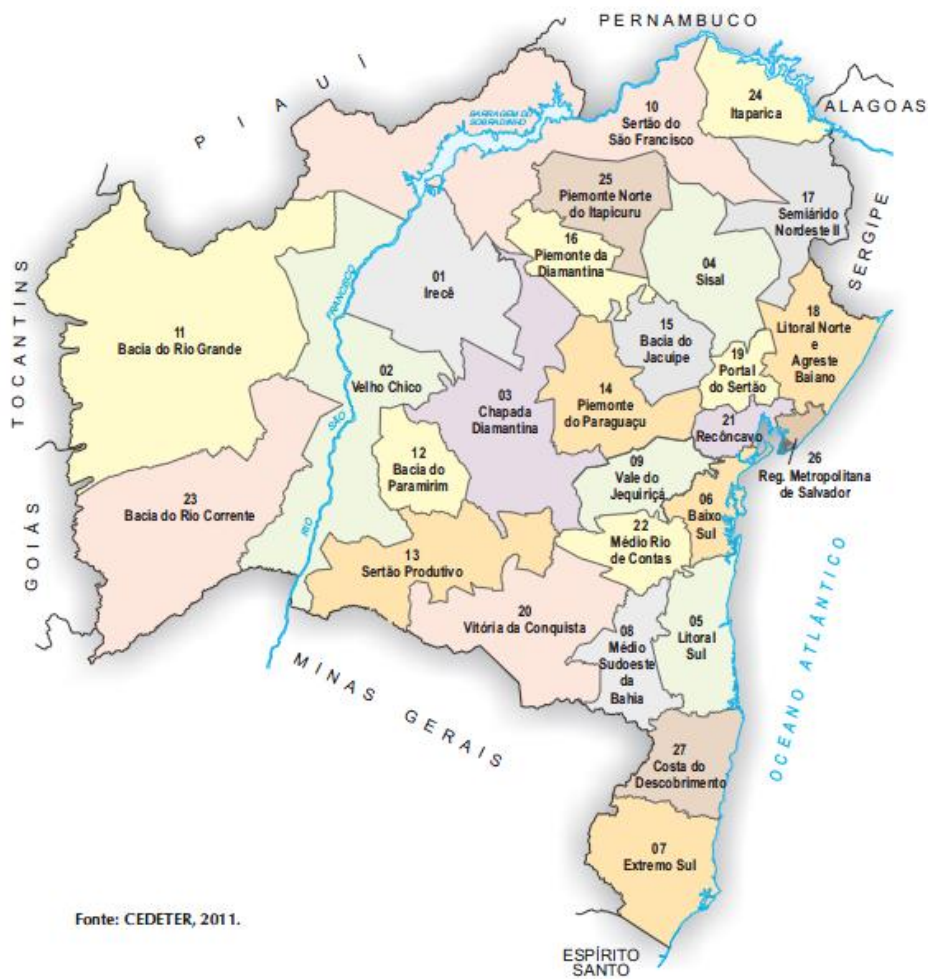 PERNAMBUCO
PIAUÍ
ALAGOAS
SERGIPE
TOCANTINS
GOIÁS
BARRAGEM DO
SOBRADINHO
24
Itaparica
10
Sertão do
São Francisco
25
Piemonte Norte
do Itapicuru
17
Semiárido
Nordeste II
16
Piemonte da
Diamantina
04
Sisal
01
Irecê
FRANCISCO
SÃO
RIO
11
Bacia do Rio Grande
18
Litoral Norte
e
Agreste
Baiano
15
Bacia do
Jacuípe
19
Portal
do Sertão
02
Velho Chico
03
Chapada
Diamantina
14
Piemonte
do Paraguaçu
21
Recôncavo
26
Reg. Metropolitana
de Salvador
12
Bacia do
Paramirim
09
Vale do
Jequiriçá
06
Baixo
Sul
23
Bacia do Rio Corrente
22
Médio Rio
de Contas
13
Sertão Produtivo
20
Vitória da Conquista
08
Médio
Sudoeste
da
Bahia
05
Litoral
Sul
OCEANO ATLÂNTICO
MINAS GERAIS
27
Costa do
Descobrimento
07
Extremo Sul
Fonte: CEDETER, 2011.
ESPÍRITO
SANTO